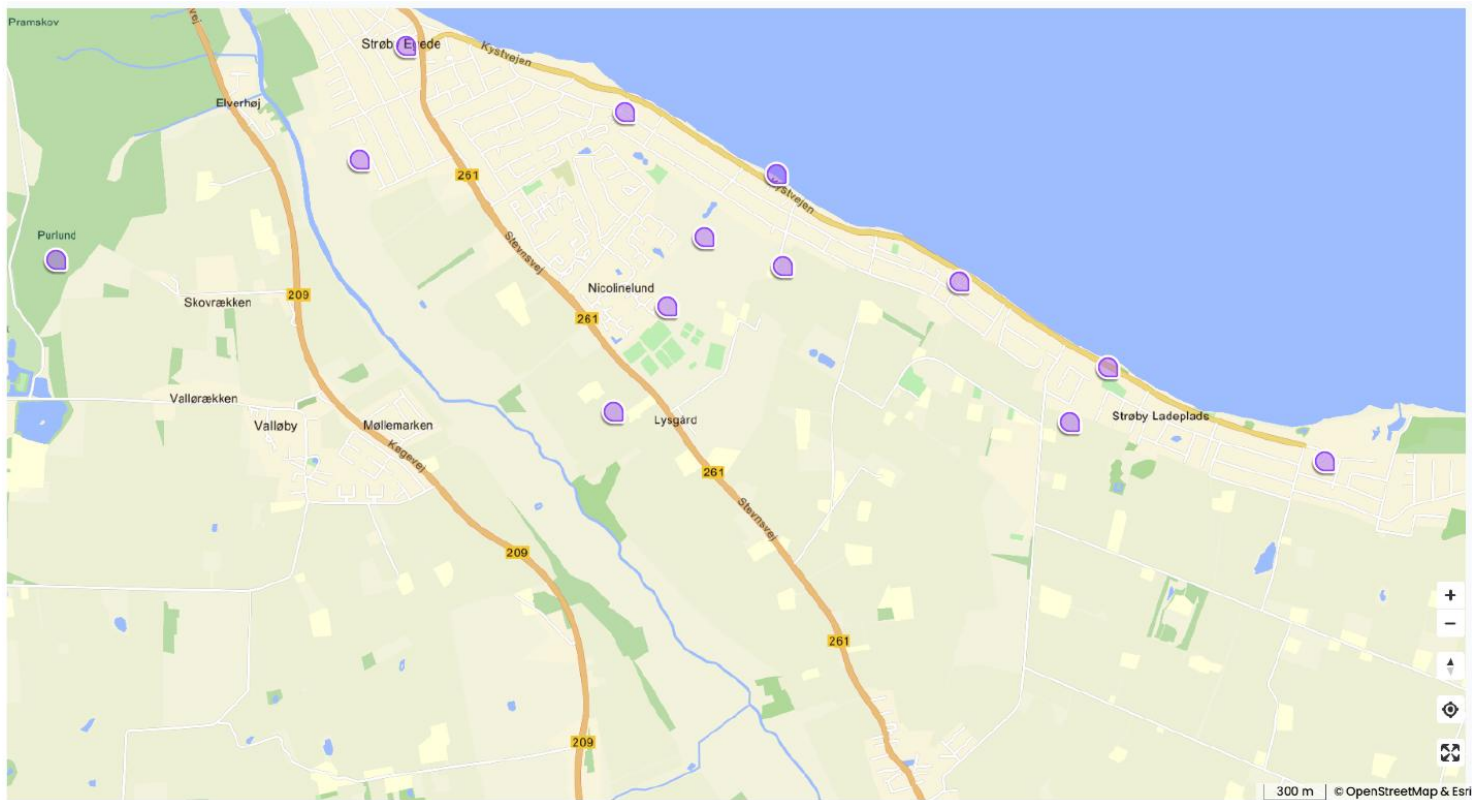 Pramskov
vej
Strøby Egede
Kystvejen
Elverhøj
261
Kystvejen
Purlund
Stevnsvej
Skovrækken
209
Nicolinelund
261
Vallørækken
Valløby
Møllemarken
Lysgård
Strøby Ladeplads
Køgevej
261
Stevnsvej
209
261
209
+
−
300 m
© OpenStreetMap & Esri